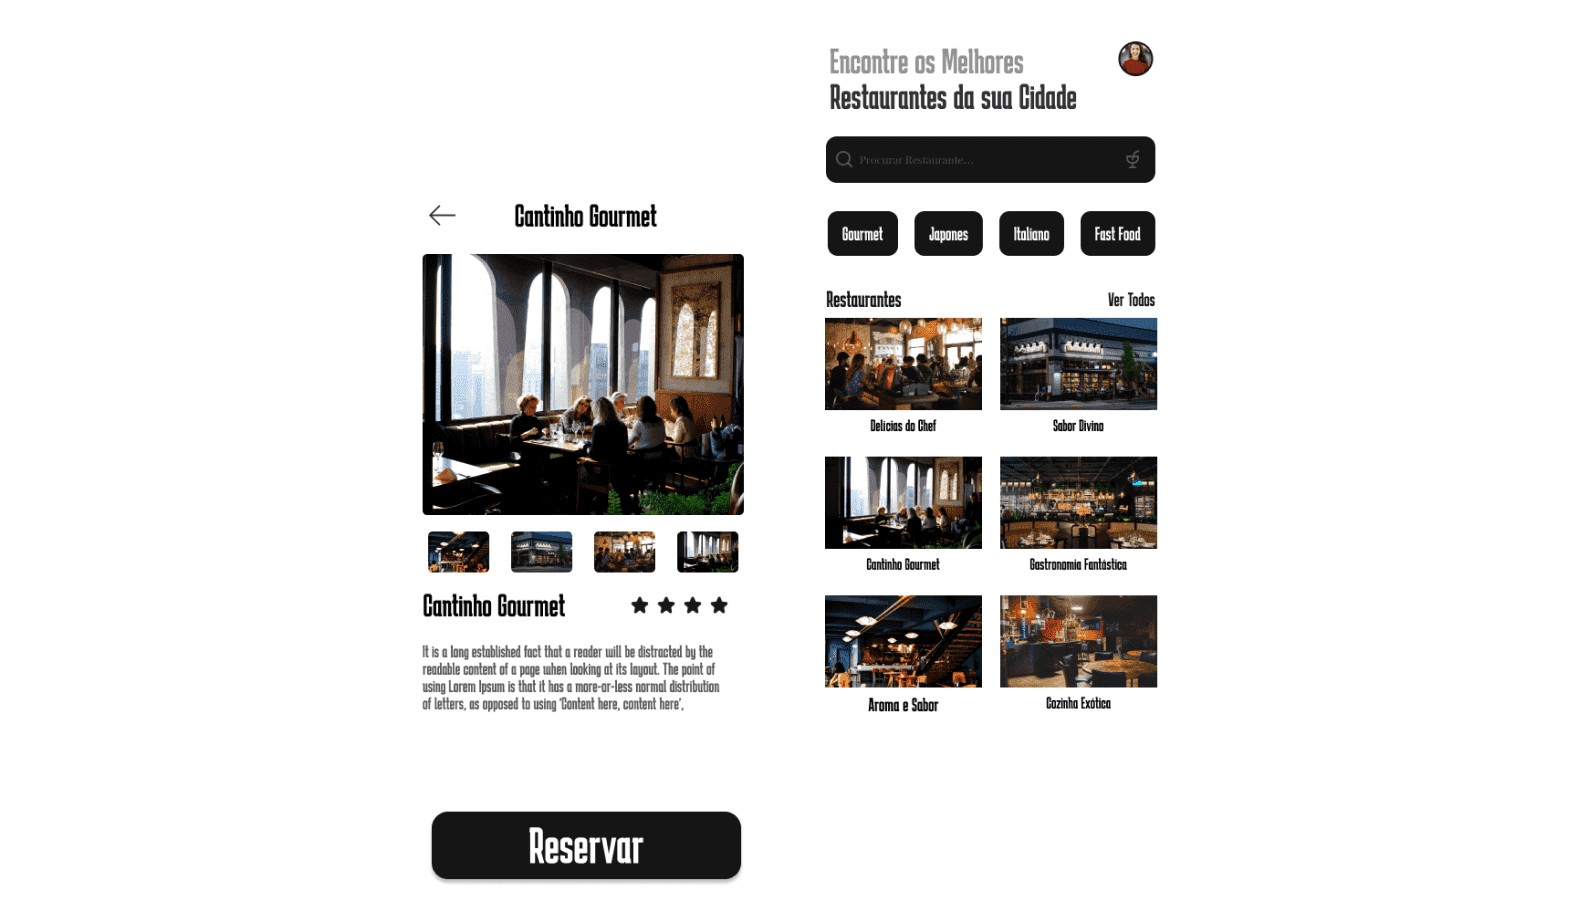 Cantinho Gourmet
Cantinho Gourmet
It is a long established fact that a reader will be distracted by the
readable content of a page when looking at its layout. The point of
using Lorem Ipsum is that it has a more-or-less normal distribution
of letters, as opposed to using 'Content here, content here',
Reservar
Encontre os Melhores
Restaurantes da sua Cidade
Procurar Restaurante...
Gourmet
Japones
Italiano
Fast Food
Restaurantes
Ver Todos
Delícias do Chef
Sabor Divino
Cantinho Gourmet
Gastronomia Fantástica
Aroma e Sabor
Cozinha Exótica